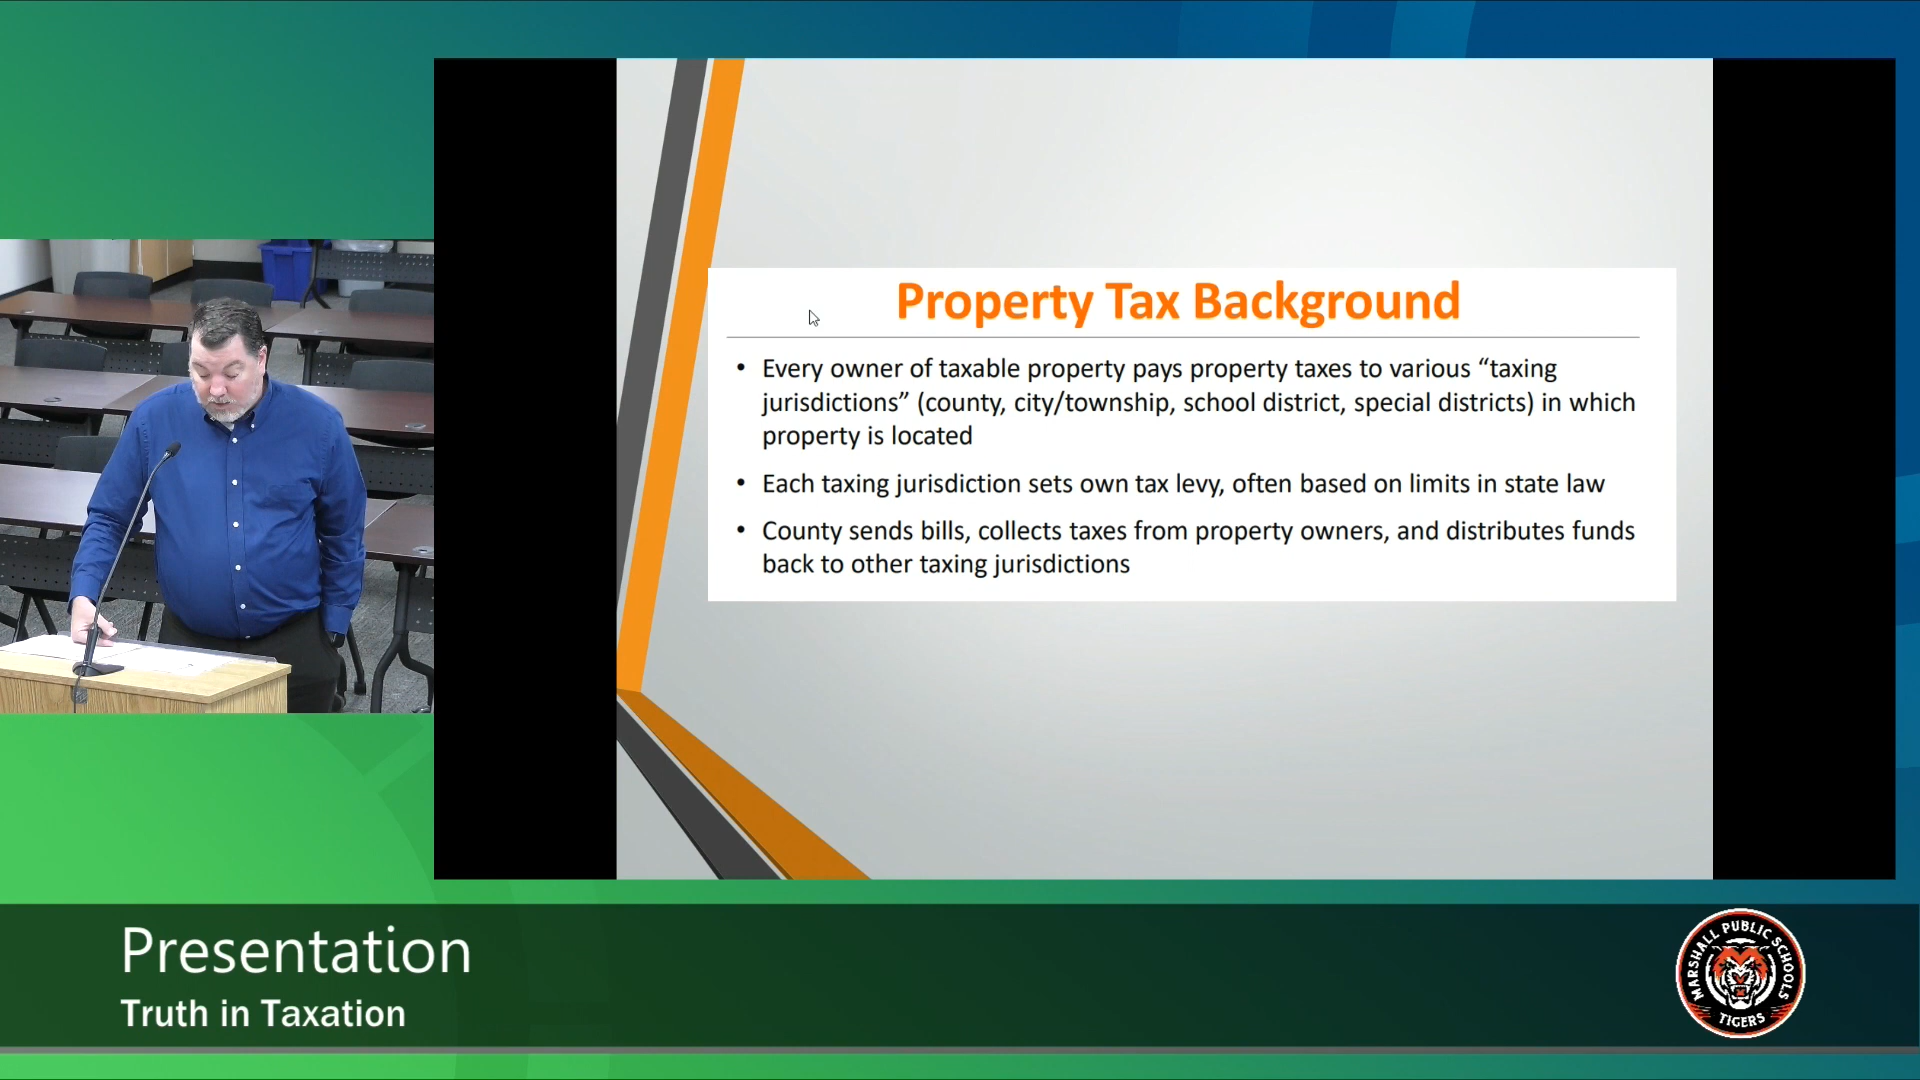 Property Tax Background
• Every owner of taxable property pays property taxes to various “taxing
jurisdictions” (county, city/township, school district, special districts) in which
property is located
• Each taxing jurisdiction sets own tax levy, often based on limits in state law
• County sends bills, collects taxes from property owners, and distributes funds
back to other taxing jurisdictions
Presentation
Truth in Taxation
MARSHALL PUBLIC SCHOOLS
TIGERS